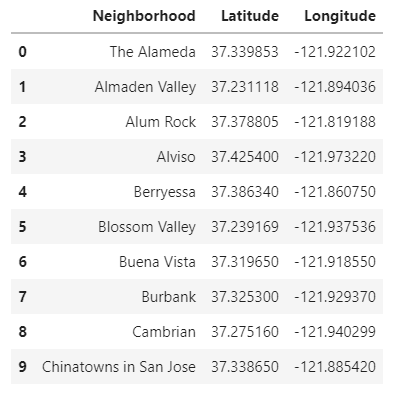 Neighborhood Latitude Longitude
0 The Alameda 37.339853 -121.922102
1 Almaden Valley 37.231118 -121.894036
2 Alum Rock 37.378805 -121.819188
3 Alviso 37.425400 -121.973220
4 Berryessa 37.386340 -121.860750
5 Blossom Valley 37.239169 -121.937536
6 Buena Vista 37.319650 -121.918550
7 Burbank 37.325300 -121.929370
8 Cambrian 37.275160 -121.940299
9 Chinatowns in San Jose 37.338650 -121.885420